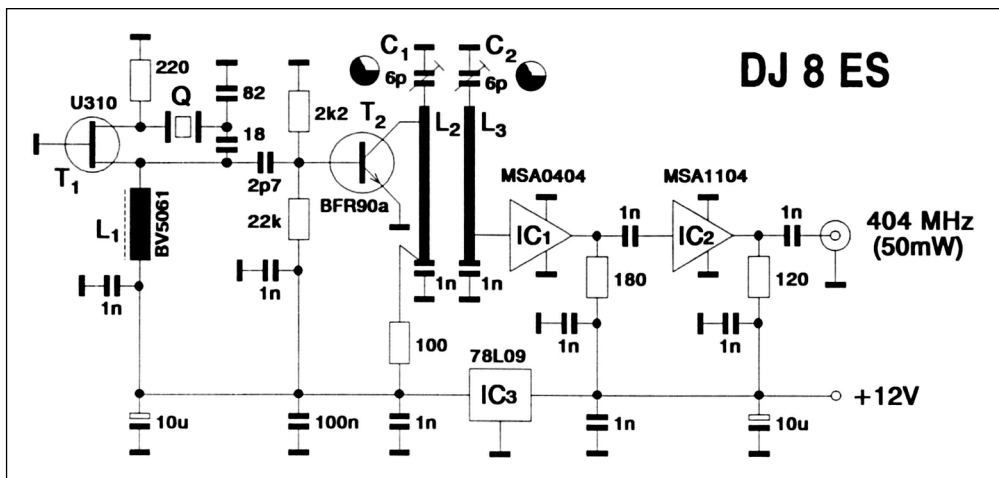 DJ 8 ES
C1
C2
6p
6p
220
82
U310
Q
18
2k2
T2
L2
L3
T1
2p7
BFR90a
MSA0404
MSA1104
L1
BV5061
22k
IC1
1n
IC2
1n
404 MHz
(50mW)
1n
1n
1n
1n
180
120
100
1n
1n
78L09
IC3
+12V
10u
100n
1n
1n
10u